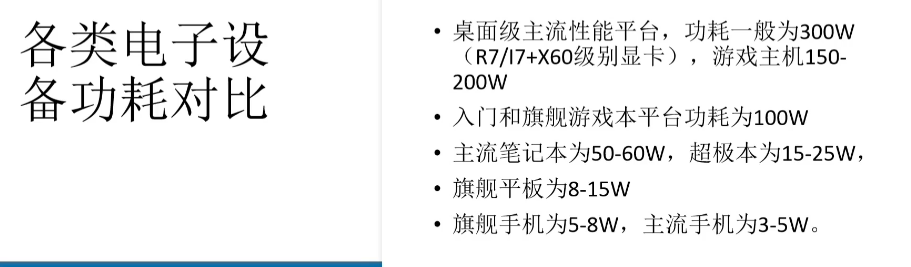 各类电子设
备功耗对比
• 桌面级主流性能平台，功耗一般为300W
（R7/I7+X60级别显卡），游戏主机150-
200W
• 入门和旗舰游戏本平台功耗为100W
• 主流笔记本为50-60W，超极本为15-25W，
• 旗舰平板为8-15W
• 旗舰手机为5-8W，主流手机为3-5W。